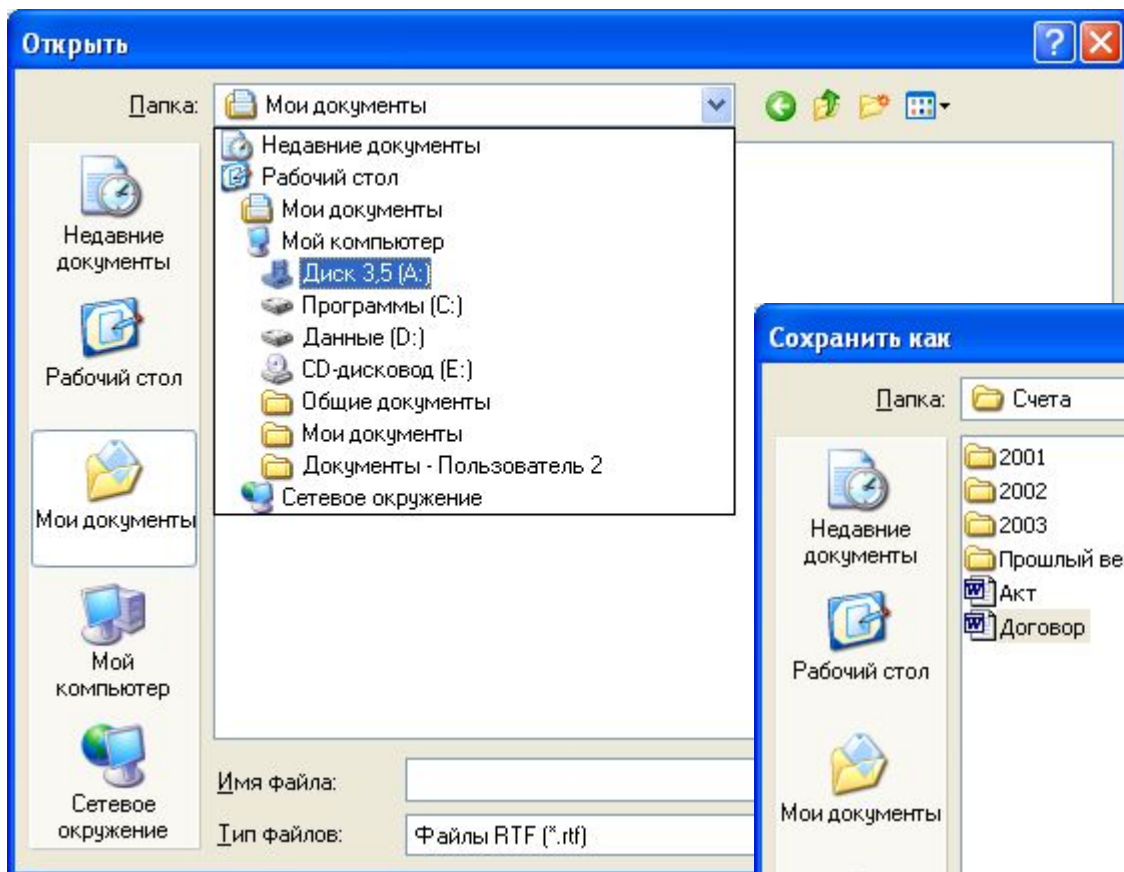 Открыть
Папка:
Мои документы
Недавние документы
Рабочий стол
Мои документы
Мой компьютер
Диск 3,5 (A:)
Программы (C:)
Данные (D:)
CD-дисковод (E:)
Общие документы
Мои документы
Документы - Пользователь 2
Сетевое окружение
Недавние
документы
Рабочий стол
Мои документы
Мой
компьютер
Сетевое
окружение
Имя файла:
Тип файлов:
Файлы RTF (*.rtf)
Сохранить как
Папка:
Счета
2001
2002
2003
Прошлый ве
Акт
Договор
Недавние
документы
Рабочий стол
Мои документы